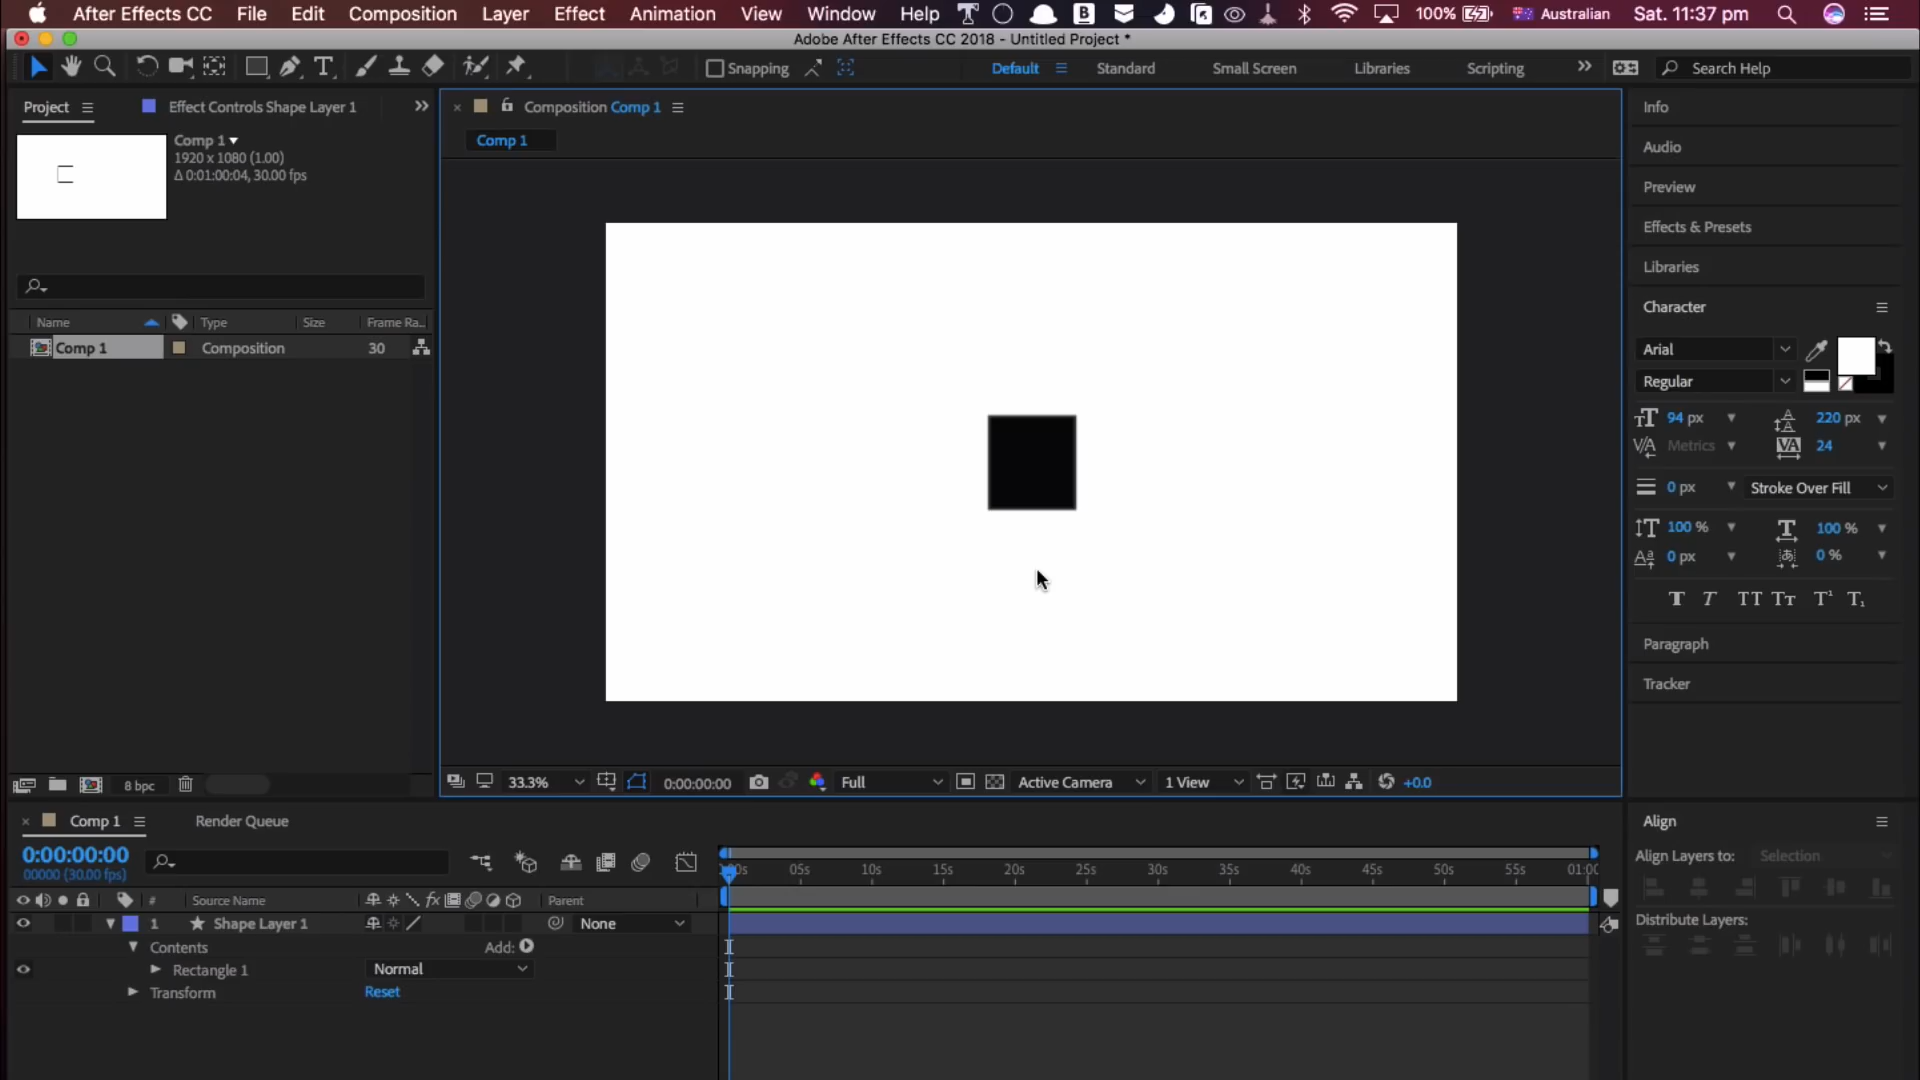 After Effects CC File Edit Composition Layer Effect Animation View Window Help 100% Australian Sat. 11:37 pm
Adobe After Effects CC 2018 - Untitled Project *
Snapping Default Standard Small Screen Libraries Scripting Search Help
Project Effect Controls Shape Layer 1
Comp 1
1920 x 1080 (1.00)
Δ 0:01:00:04, 30.00 fps
Name Type Size Frame Ra...
Comp 1 Composition 30
8 bpc
Composition Comp 1
Comp 1
33.3% 0:00:00:00 Full Active Camera 1 View +0.0
Info
Audio
Preview
Effects & Presets
Libraries
Character
Arial
Regular
94 px 220 px
Metrics 24
0 px Stroke Over Fill
100 % 100 %
0 px 0 %
Paragraph
Tracker
Comp 1 Render Queue
0:00:00:00
00000 (30.00 fps)
05s 10s 15s 20s 25s 30s 35s 40s 45s 50s 55s
# Source Name Parent
1 Shape Layer 1 None
Contents Add:
Rectangle 1 Normal
Transform Reset
Align
Align Layers to: Selection
Distribute Layers: